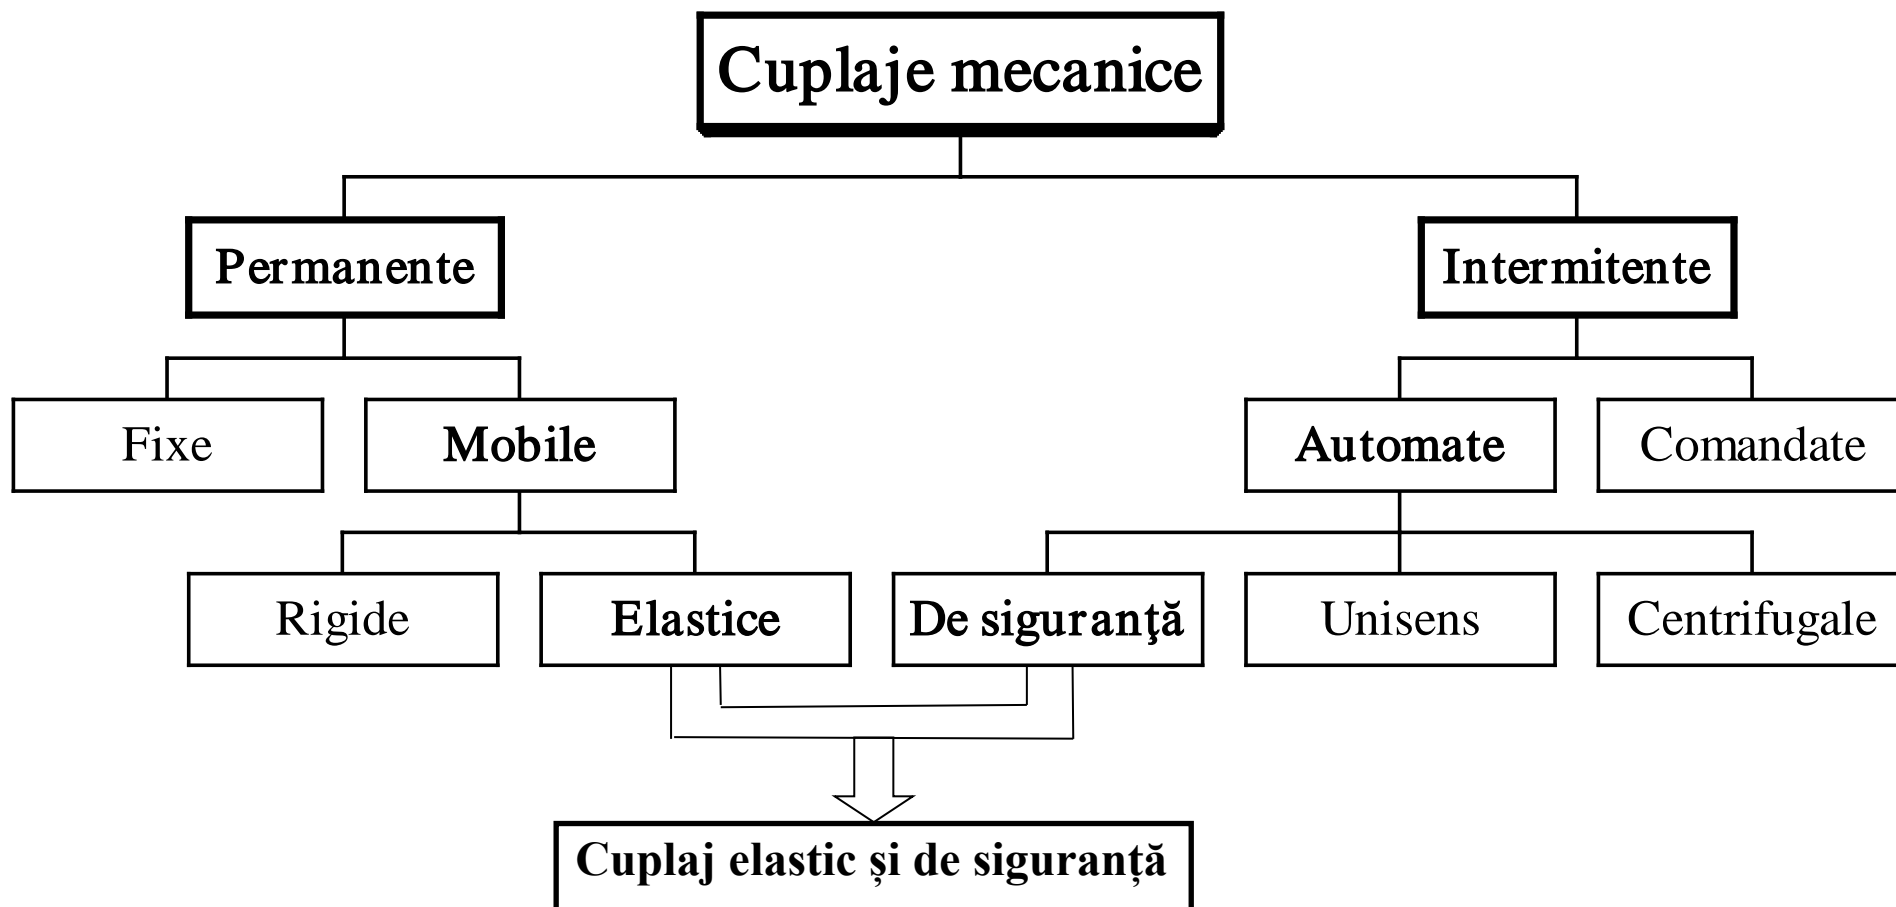 Cuplaje mecanice
Permanente
Intermitente
Fixe
Mobile
Automate
Comandate
Rigide
Elastice
De siguranţă
Unisens
Centrifugale
Cuplaj elastic și de siguranță